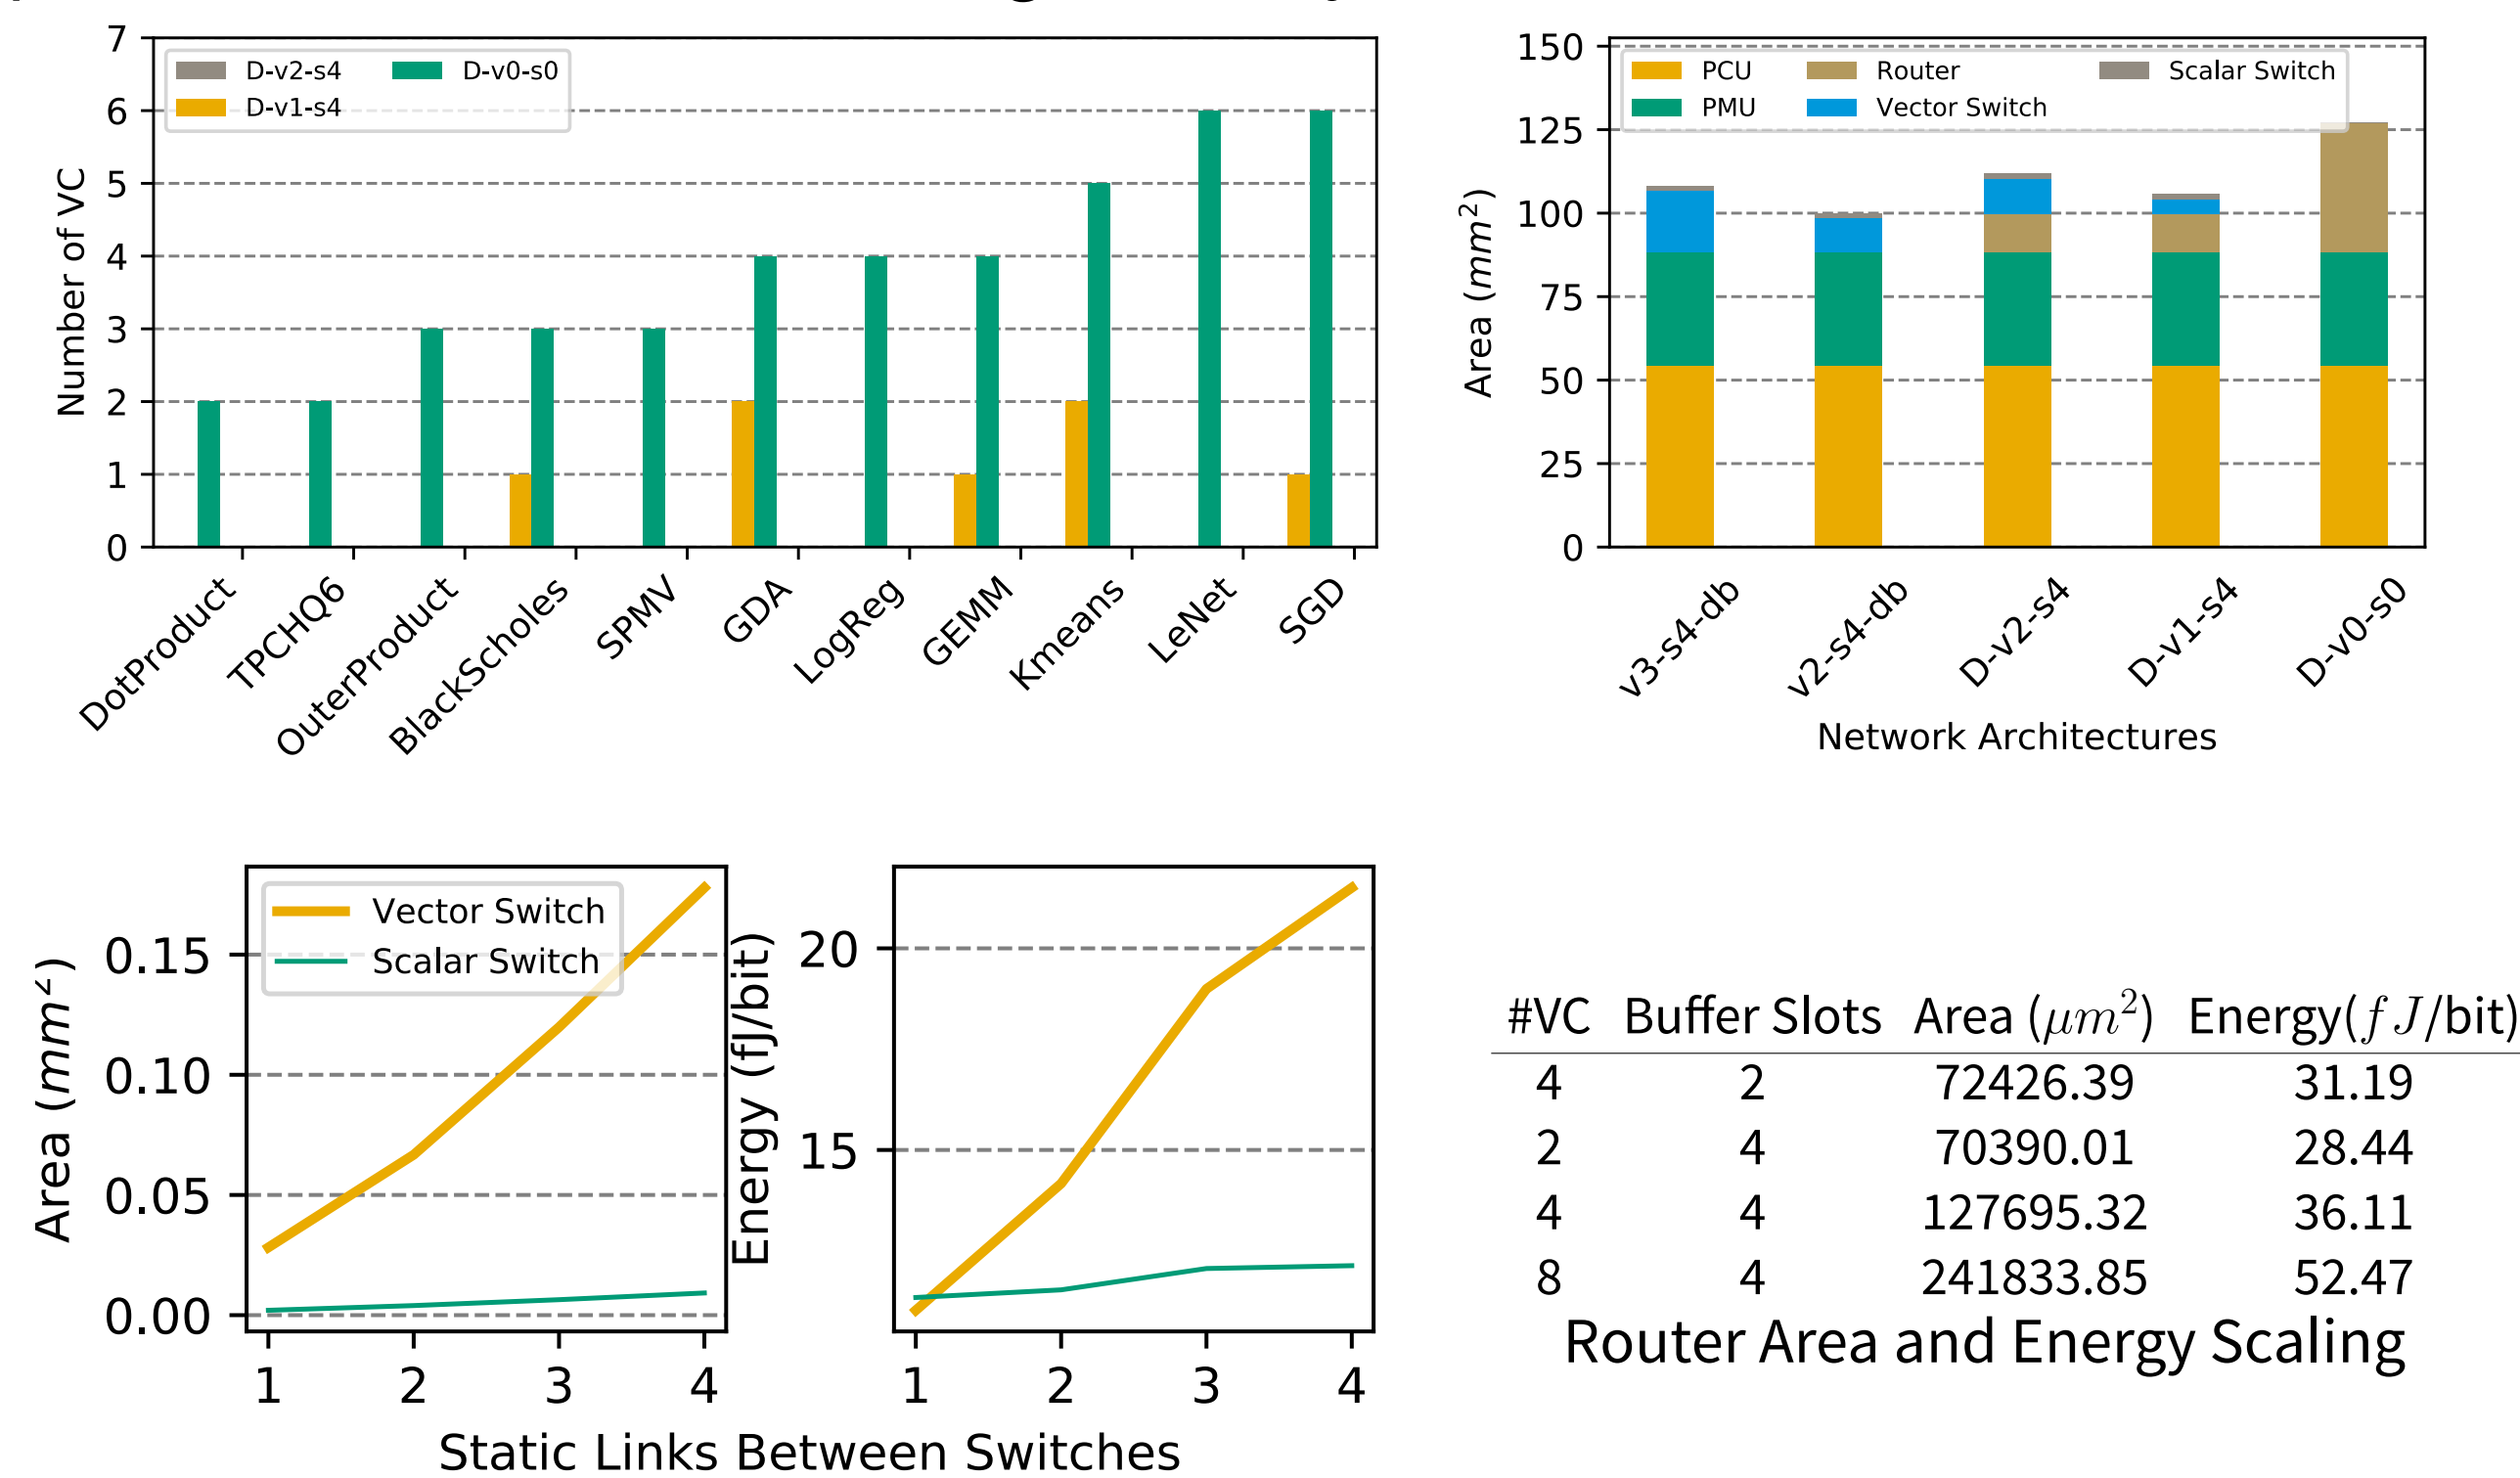 7
6
5
4
3
2
1
0
Number of VC
D-v2-s4
D-v1-s4
D-v0-s0
DotProduct
TPCHQ6
OuterProduct
BlackScholes
SPMV
GDA
LogReg
GEMM
Kmeans
LeNet
SGD
150
125
100
75
50
25
0
Area (mm²)
PCU
PMU
Router
Vector Switch
Scalar Switch
v3-s4-db
v2-s4-db
D-v2-s4
D-v1-s4
D-v0-s0
Network Architectures
0.15
0.10
0.05
0.00
Area (mm²)
Vector Switch
Scalar Switch
1 2 3 4
20
15
Energy (fJ/bit)
1 2 3 4
Static Links Between Switches
#VC Buffer Slots Area (μm²) Energy(fJ/bit)
4 2 72426.39 31.19
2 4 70390.01 28.44
4 4 127695.32 36.11
8 4 241833.85 52.47
Router Area and Energy Scaling